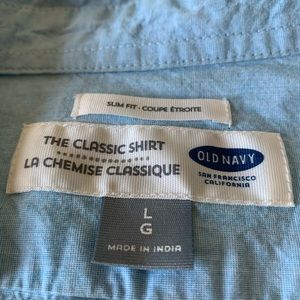 SLIM FIT · COUPE ÉTROITE
THE CLASSIC SHIRT
LA CHEMISE CLASSIQUE
OLD NAVY
SAN FRANCISCO
CALIFORNIA
L
G
MADE IN INDIA